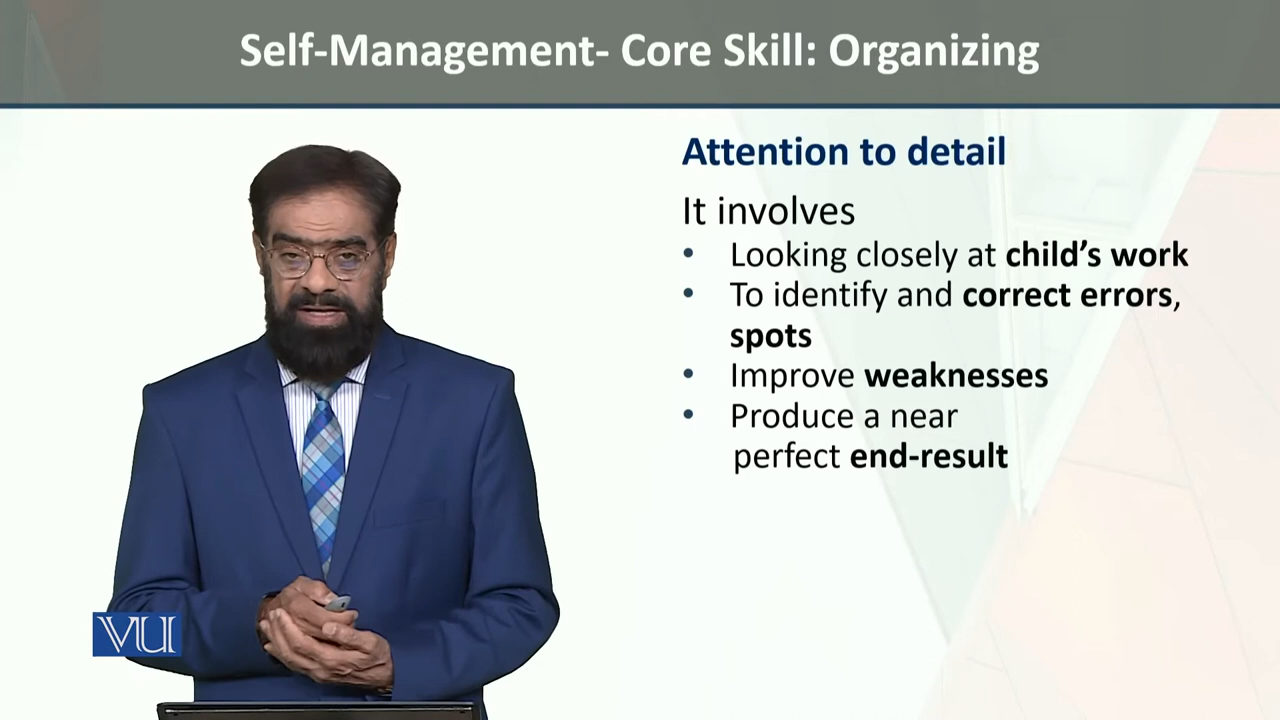 Self-Management- Core Skill: Organizing
Attention to detail
It involves
• Looking closely at child’s work
• To identify and correct errors,
spots
• Improve weaknesses
• Produce a near
perfect end-result
VU